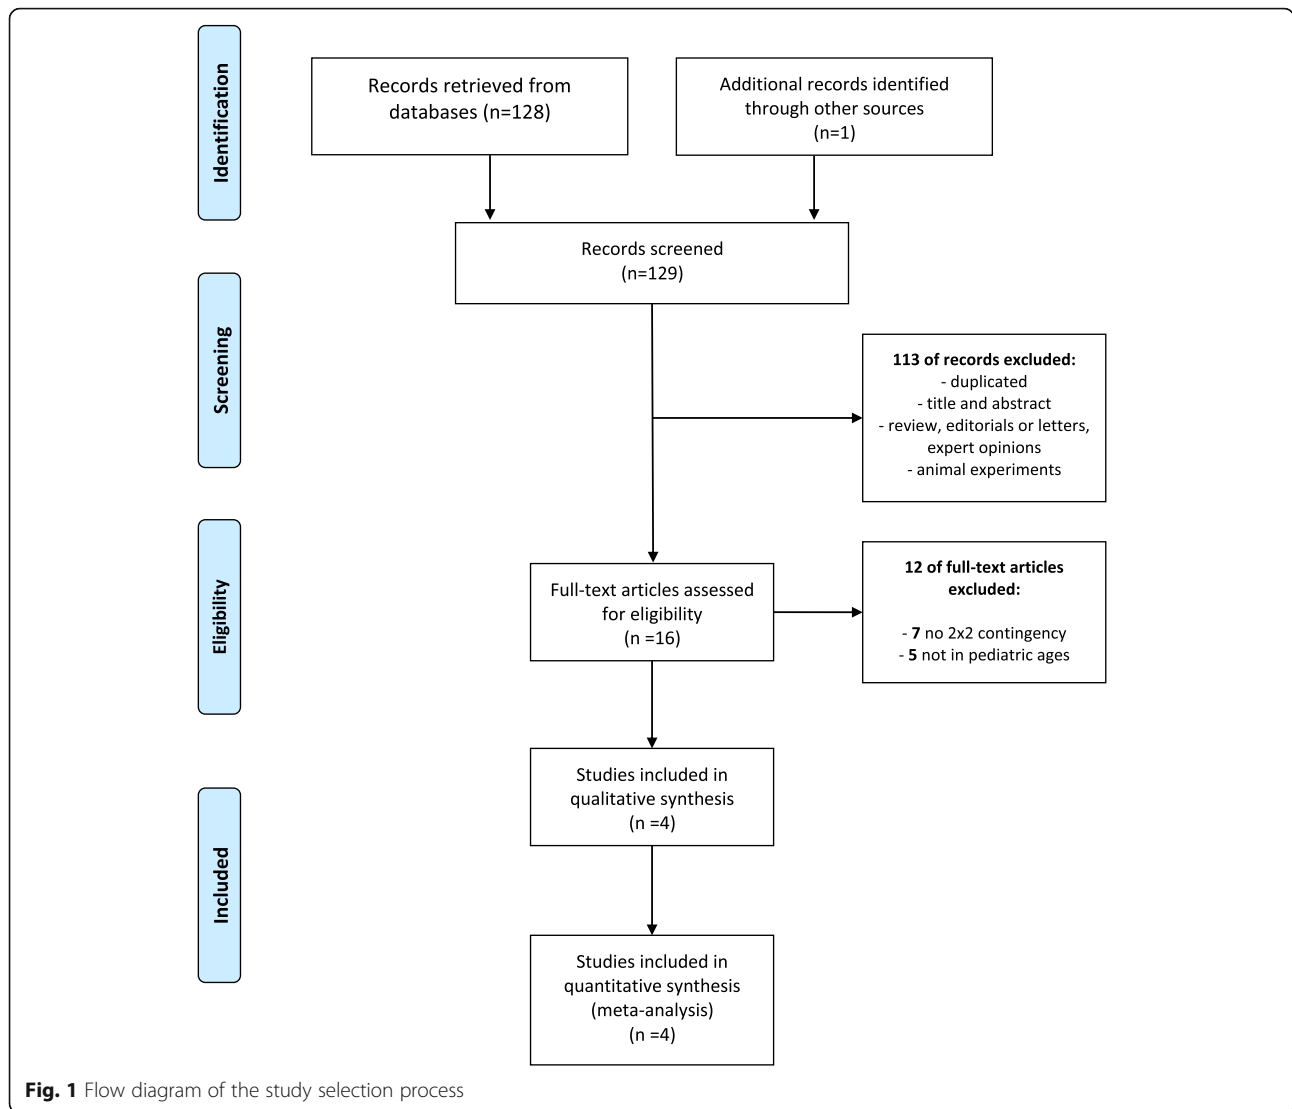 Identification
Records retrieved from
databases (n=128)
Additional records identified
through other sources
(n=1)
Records screened
(n=129)
Screening
113 of records excluded:
- duplicated
- title and abstract
- review, editorials or letters,
expert opinions
- animal experiments
Eligibility
Full-text articles assessed
for eligibility
(n =16)
12 of full-text articles
excluded:
- 7 no 2x2 contingency
- 5 not in pediatric ages
Studies included in
qualitative synthesis
(n =4)
Included
Studies included in
quantitative synthesis
(meta-analysis)
(n =4)
Fig. 1 Flow diagram of the study selection process